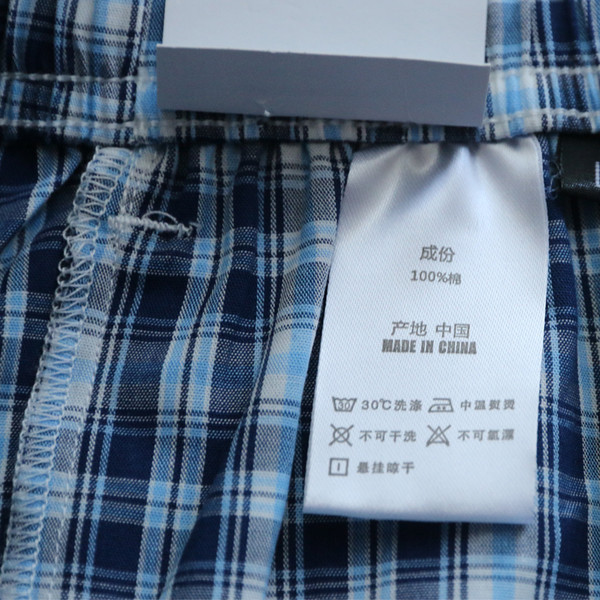 成份
100%棉
产地 中国
MADE IN CHINA
30 30℃洗涤 中温熨烫
不可干洗 不可氯漂
悬挂晾干